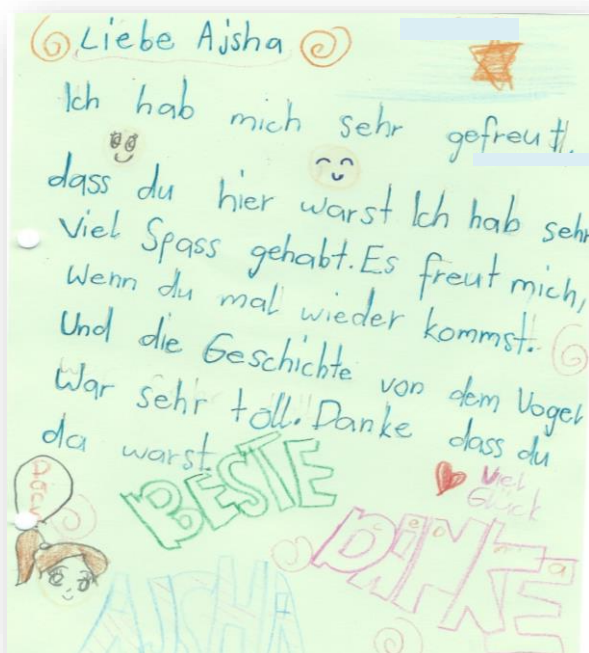 Liebe Ajsha
Ich hab mich sehr gefreut,
dass du hier warst Ich hab sehr
Viel Spass gehabt. Es freut mich,
Wenn du mal wieder kommst.
Und die Geschichte von dem Vogel
War sehr toll. Danke dass du
da warst.
BESTE
Viel
Glück
DANKE
AJSHA